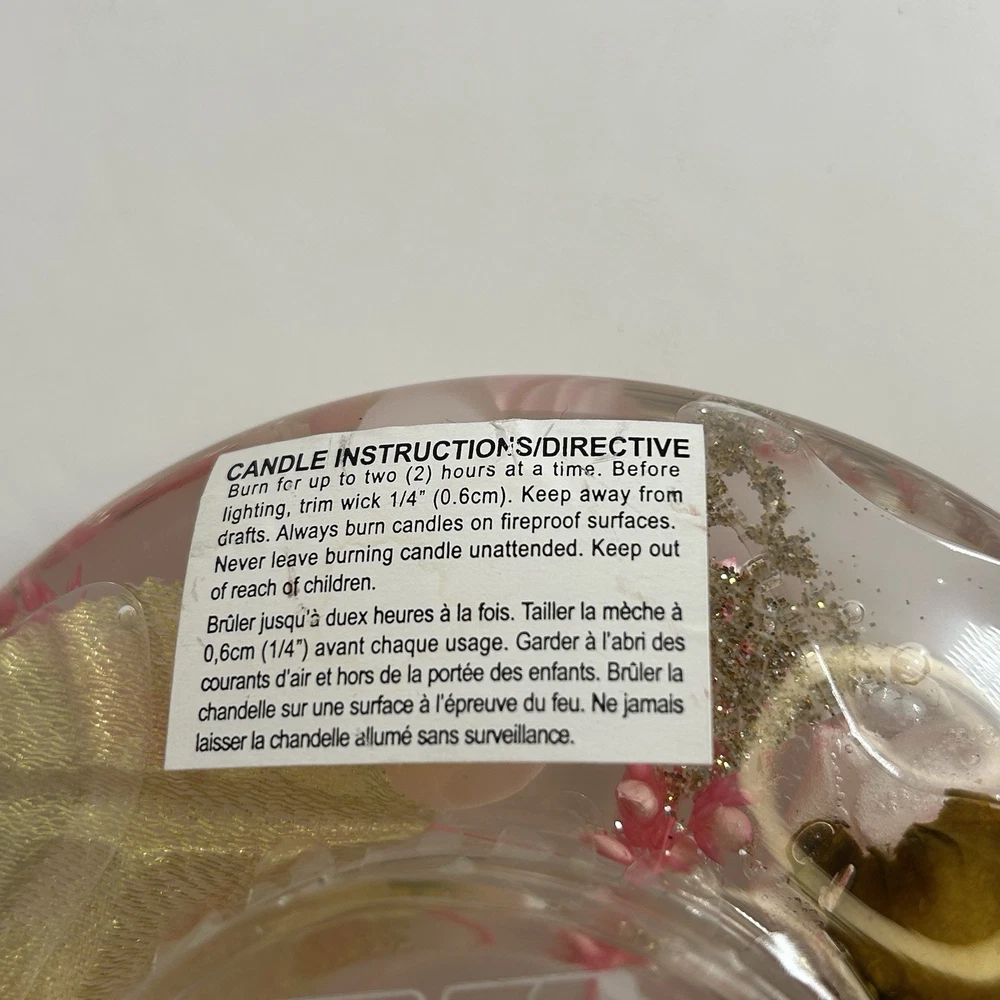 CANDLE INSTRUCTIONS/DIRECTIVE
Burn for up to two (2) hours at a time. Before
lighting, trim wick 1/4" (0.6cm). Keep away from
drafts. Always burn candles on fireproof surfaces.
Never leave burning candle unattended. Keep out
of reach of children.
Brûler jusqu'à duex heures à la fois. Tailler la mèche à
0,6cm (1/4") avant chaque usage. Garder à l'abri des
courants d'air et hors de la portée des enfants. Brûler la
chandelle sur une surface à l'épreuve du feu. Ne jamais
laisser la chandelle allumé sans surveillance.